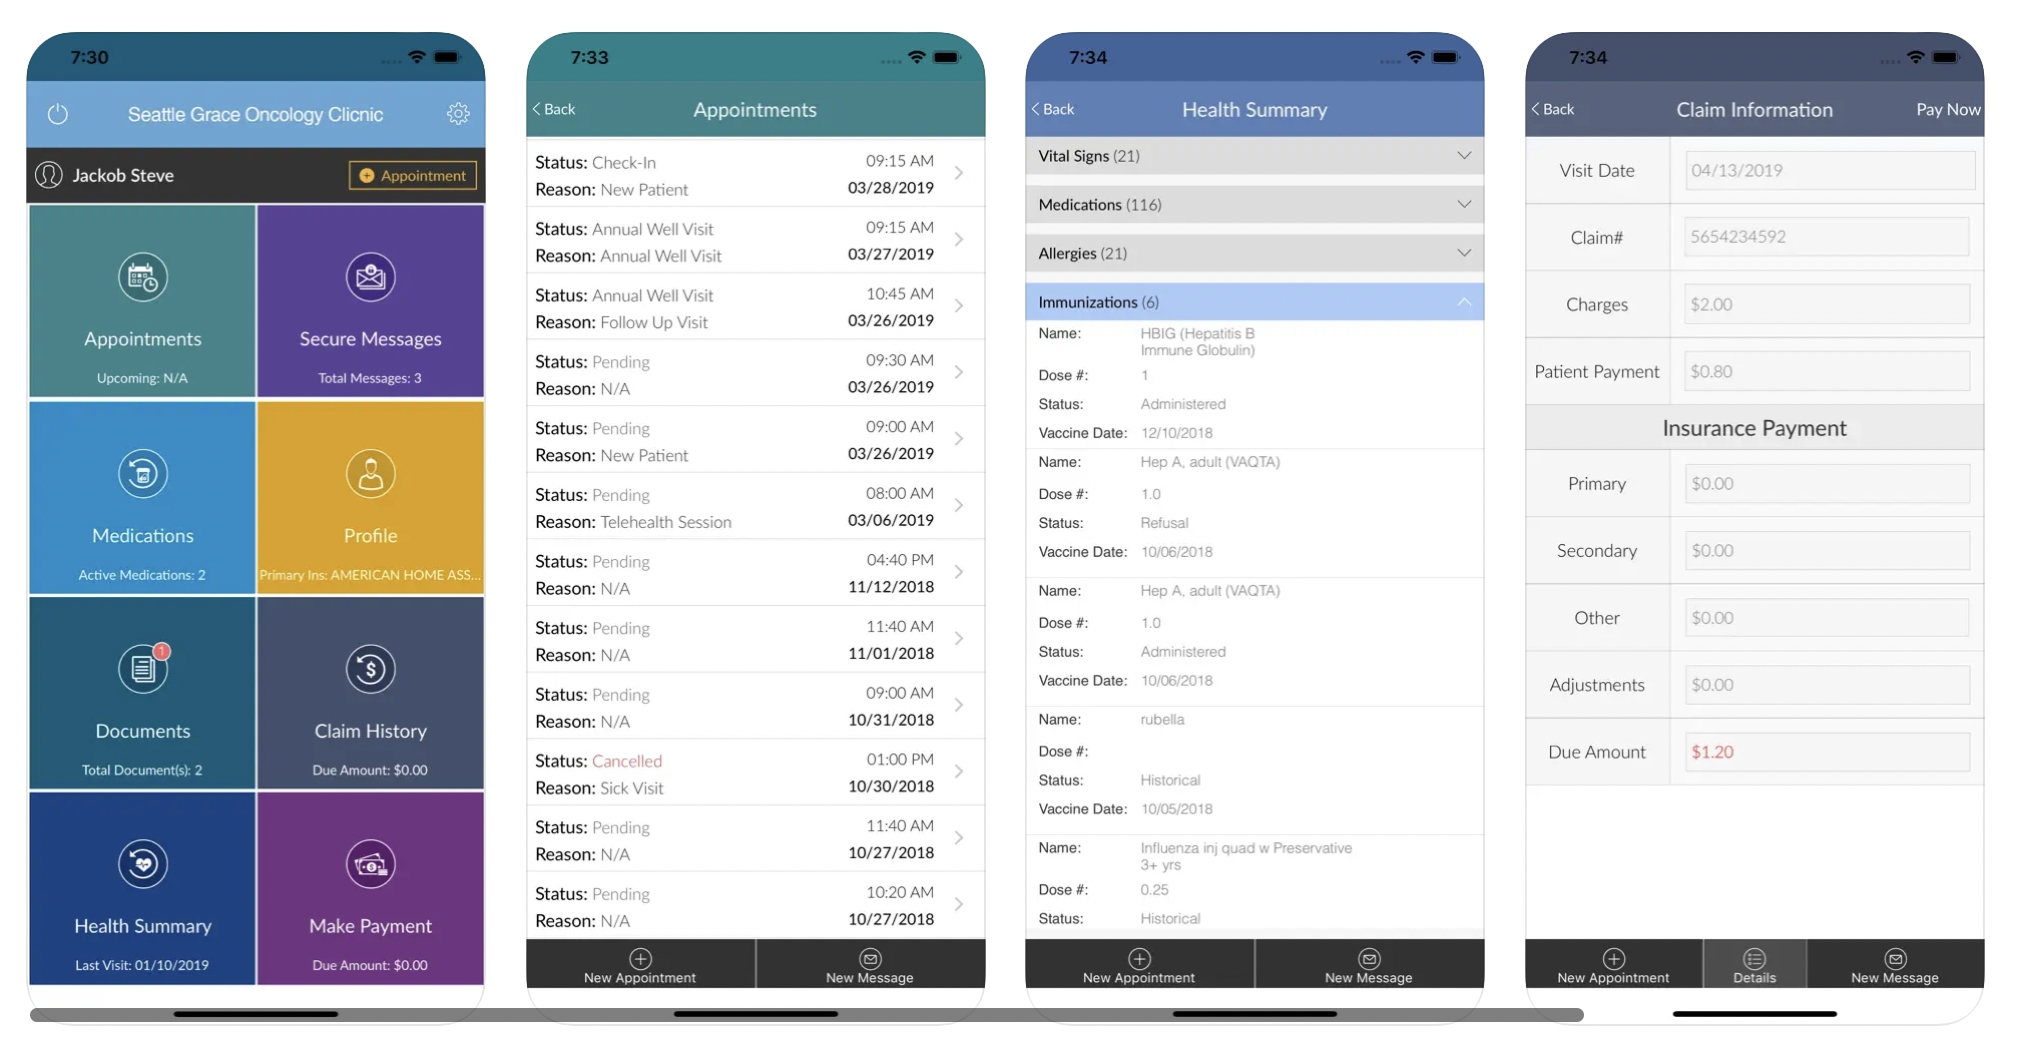 7:30
Seattle Grace Oncology Clicnic
Jackob Steve
Appointment
Appointments
Upcoming: N/A
Secure Messages
Total Messages: 3
Medications
Active Medications: 2
Profile
Primary Ins: AMERICAN HOME ASS...
1
Documents
Total Document(s): 2
Claim History
Due Amount: $0.00
Health Summary
Last Visit: 01/10/2019
Make Payment
Due Amount: $0.00
7:33
Back
Appointments
Status: Check-In 09:15 AM
Reason: New Patient 03/28/2019
Status: Annual Well Visit 09:15 AM
Reason: Annual Well Visit 03/27/2019
Status: Annual Well Visit 10:45 AM
Reason: Follow Up Visit 03/26/2019
Status: Pending 09:30 AM
Reason: N/A 03/26/2019
Status: Pending 09:00 AM
Reason: New Patient 03/26/2019
Status: Pending 08:00 AM
Reason: Telehealth Session 03/06/2019
Status: Pending 04:40 PM
Reason: N/A 11/12/2018
Status: Pending 11:40 AM
Reason: N/A 11/01/2018
Status: Pending 09:00 AM
Reason: N/A 10/31/2018
Status: Cancelled 01:00 PM
Reason: Sick Visit 10/30/2018
Status: Pending 11:40 AM
Reason: N/A 10/27/2018
Status: Pending 10:20 AM
Reason: N/A 10/27/2018
New Appointment
New Message
7:34
Back
Health Summary
Vital Signs (21)
Medications (116)
Allergies (21)
Immunizations (6)
Name: HBIG (Hepatitis B
Immune Globulin)
Dose #: 1
Status: Administered
Vaccine Date: 12/10/2018
Name: Hep A, adult (VAQTA)
Dose #: 1.0
Status: Refusal
Vaccine Date: 10/06/2018
Name: Hep A, adult (VAQTA)
Dose #: 1.0
Status: Administered
Vaccine Date: 10/06/2018
Name: rubella
Dose #:
Status: Historical
Vaccine Date: 10/05/2018
Name: Influenza inj quad w Preservative
3+ yrs
Dose #: 0.25
Status: Historical
New Appointment
New Message
7:34
Back
Claim Information
Pay Now
Visit Date 04/13/2019
Claim# 5654234592
Charges $2.00
Patient Payment $0.80
Insurance Payment
Primary $0.00
Secondary $0.00
Other $0.00
Adjustments $0.00
Due Amount $1.20
New Appointment
Details
New Message